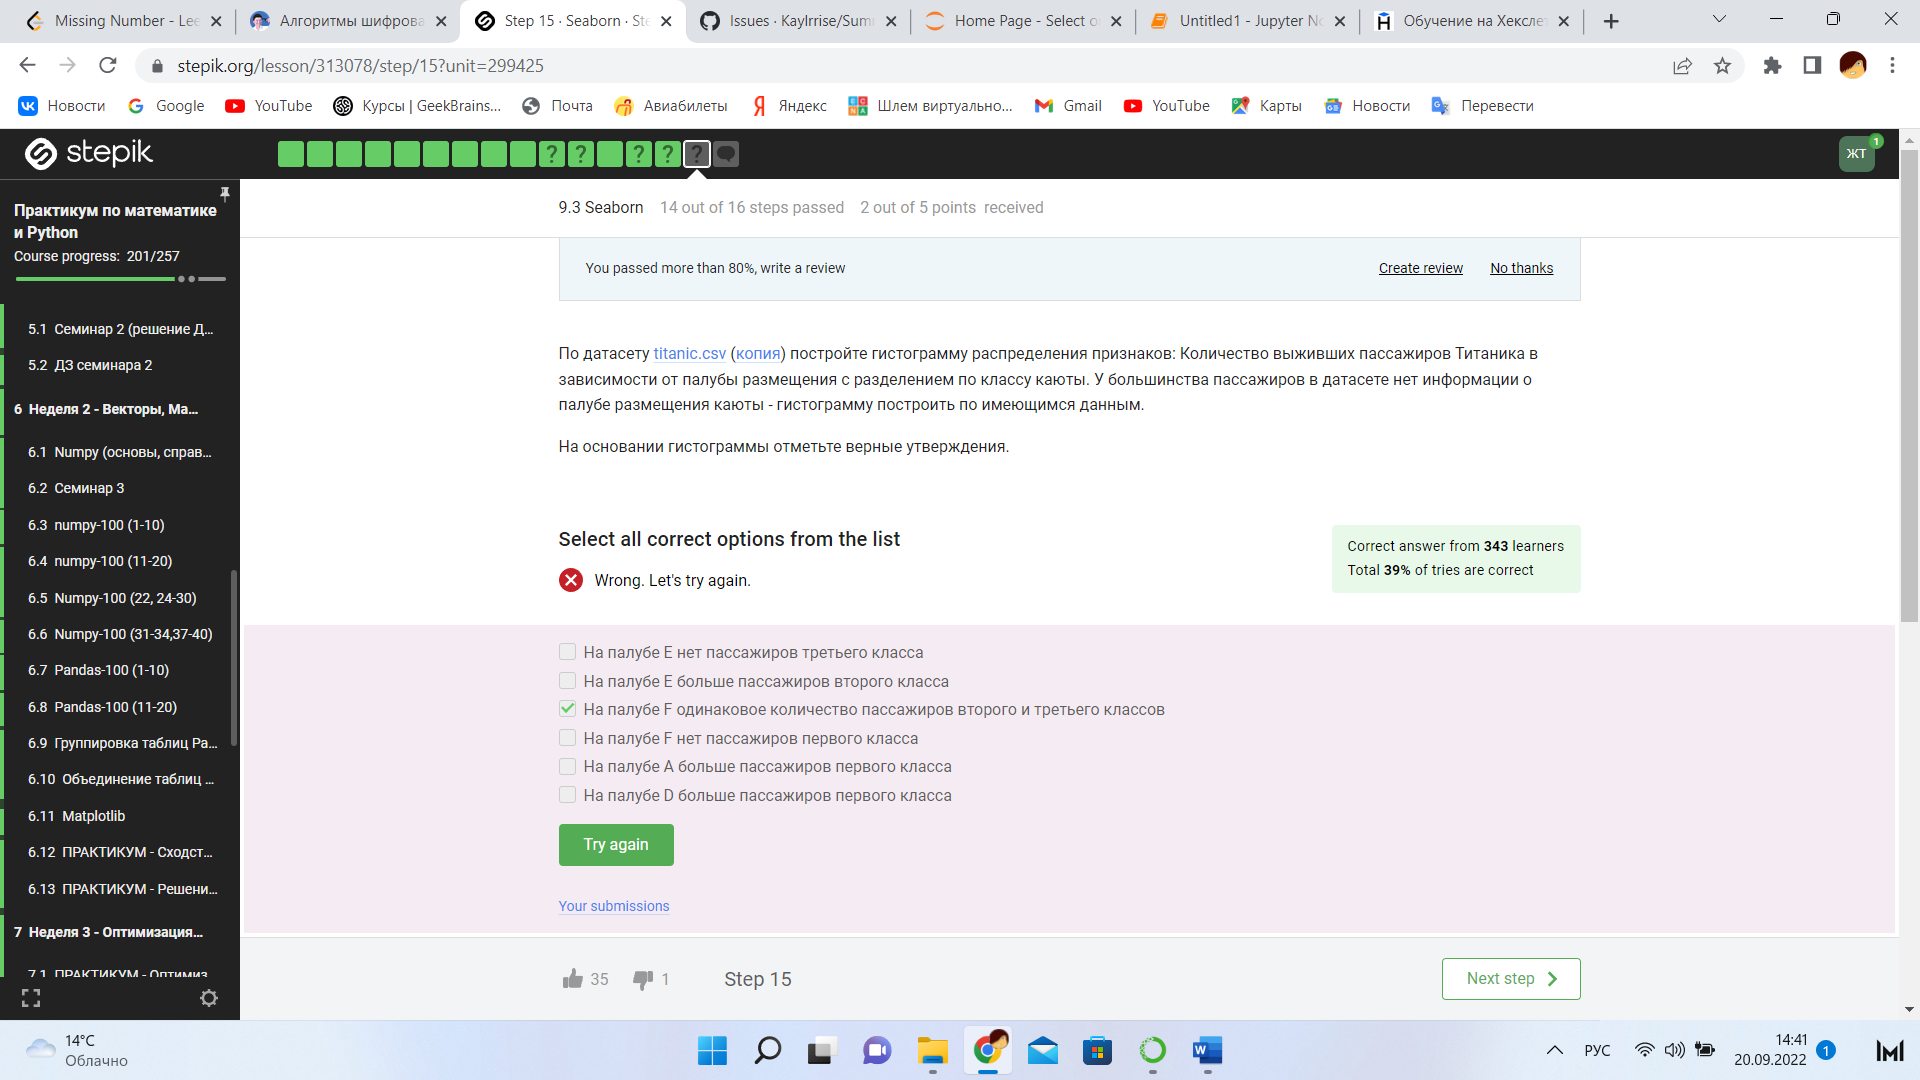 Missing Number - Lee
Алгоритмы шифрова
Step 15 · Seaborn · Ste
Issues · KayIrrise/Sum
Home Page - Select o
Untitled1 - Jupyter No
Обучение на Хекслет
stepik.org/lesson/313078/step/15?unit=299425
Новости
Google
YouTube
Курсы | GeekBrains...
Почта
Авиабилеты
Яндекс
Шлем виртуально...
Gmail
YouTube
Карты
Новости
Перевести
stepik
? ? ? ? ?
ЖТ
1
Практикум по математике
и Python
Course progress: 201/257
5.1 Семинар 2 (решение Д...
5.2 ДЗ семинара 2
6 Неделя 2 - Векторы, Ма...
6.1 Numpy (основы, справ...
6.2 Семинар 3
6.3 numpy-100 (1-10)
6.4 numpy-100 (11-20)
6.5 Numpy-100 (22, 24-30)
6.6 Numpy-100 (31-34,37-40)
6.7 Pandas-100 (1-10)
6.8 Pandas-100 (11-20)
6.9 Группировка таблиц Pa...
6.10 Объединение таблиц ...
6.11 Matplotlib
6.12 ПРАКТИКУМ - Сходст...
6.13 ПРАКТИКУМ - Решени...
7 Неделя 3 - Оптимизация...
7.1 ПРАКТИКУМ - Оптимиз
9.3 Seaborn 14 out of 16 steps passed 2 out of 5 points received
You passed more than 80%, write a review
Create review
No thanks
По датасету titanic.csv (копия) постройте гистограмму распределения признаков: Количество выживших пассажиров Титаника в
зависимости от палубы размещения с разделением по классу каюты. У большинства пассажиров в датасете нет информации о
палубе размещения каюты - гистограмму построить по имеющимся данным.
На основании гистограммы отметьте верные утверждения.
Select all correct options from the list
Wrong. Let's try again.
Correct answer from 343 learners
Total 39% of tries are correct
На палубе E нет пассажиров третьего класса
На палубе E больше пассажиров второго класса
На палубе F одинаковое количество пассажиров второго и третьего классов
На палубе F нет пассажиров первого класса
На палубе A больше пассажиров первого класса
На палубе D больше пассажиров первого класса
Try again
Your submissions
35
1
Step 15
Next step
14°C
Облачно
W
РУС
14:41
20.09.2022
1